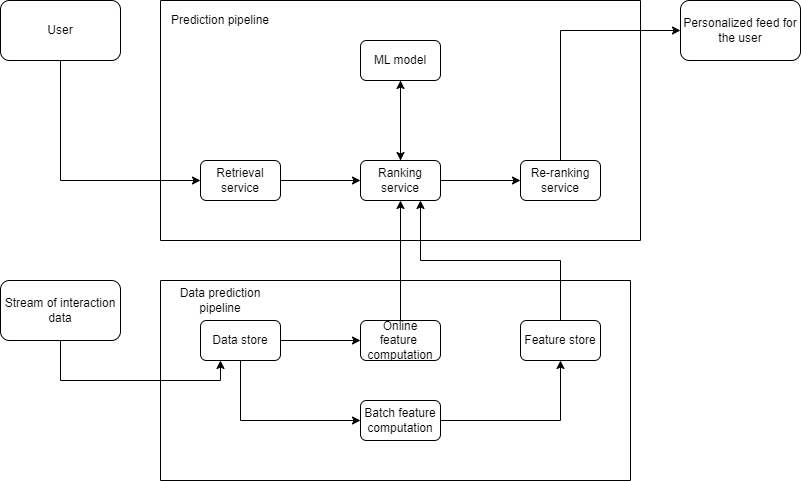 User
Prediction pipeline
Personalized feed for
the user
ML model
Retrieval
service
Ranking
service
Re-ranking
service
Stream of interaction
data
Data prediction
pipeline
Data store
Online
feature
computation
Feature store
Batch feature
computation